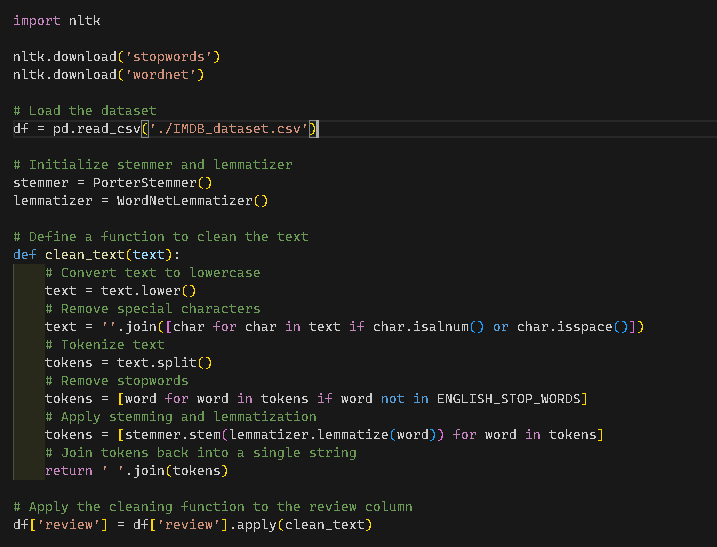 import nltk

nltk.download('stopwords')
nltk.download('wordnet')

# Load the dataset
df = pd.read_csv('./IMDB_dataset.csv')

# Initialize stemmer and lemmatizer
stemmer = PorterStemmer()
lemmatizer = WordNetLemmatizer()

# Define a function to clean the text
def clean_text(text):
    # Convert text to lowercase
    text = text.lower()
    # Remove special characters
    text = ''.join([char for char in text if char.isalnum() or char.isspace()])
    # Tokenize text
    tokens = text.split()
    # Remove stopwords
    tokens = [word for word in tokens if word not in ENGLISH_STOP_WORDS]
    # Apply stemming and lemmatization
    tokens = [stemmer.stem(lemmatizer.lemmatize(word)) for word in tokens]
    # Join tokens back into a single string
    return ' '.join(tokens)

# Apply the cleaning function to the review column
df['review'] = df['review'].apply(clean_text)